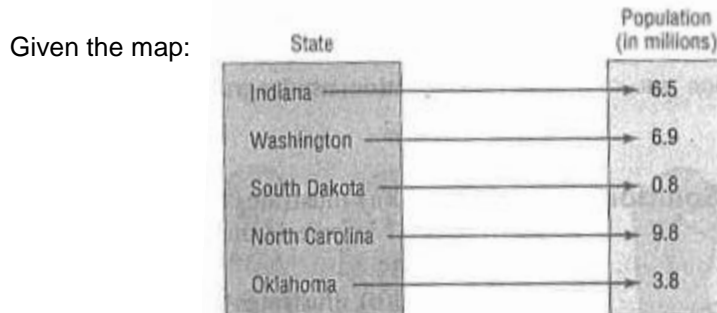 Given the map:
State
Population
(in millions)
Indiana 6.5
Washington 6.9
South Dakota 0.8
North Carolina 9.8
Oklahoma 3.8